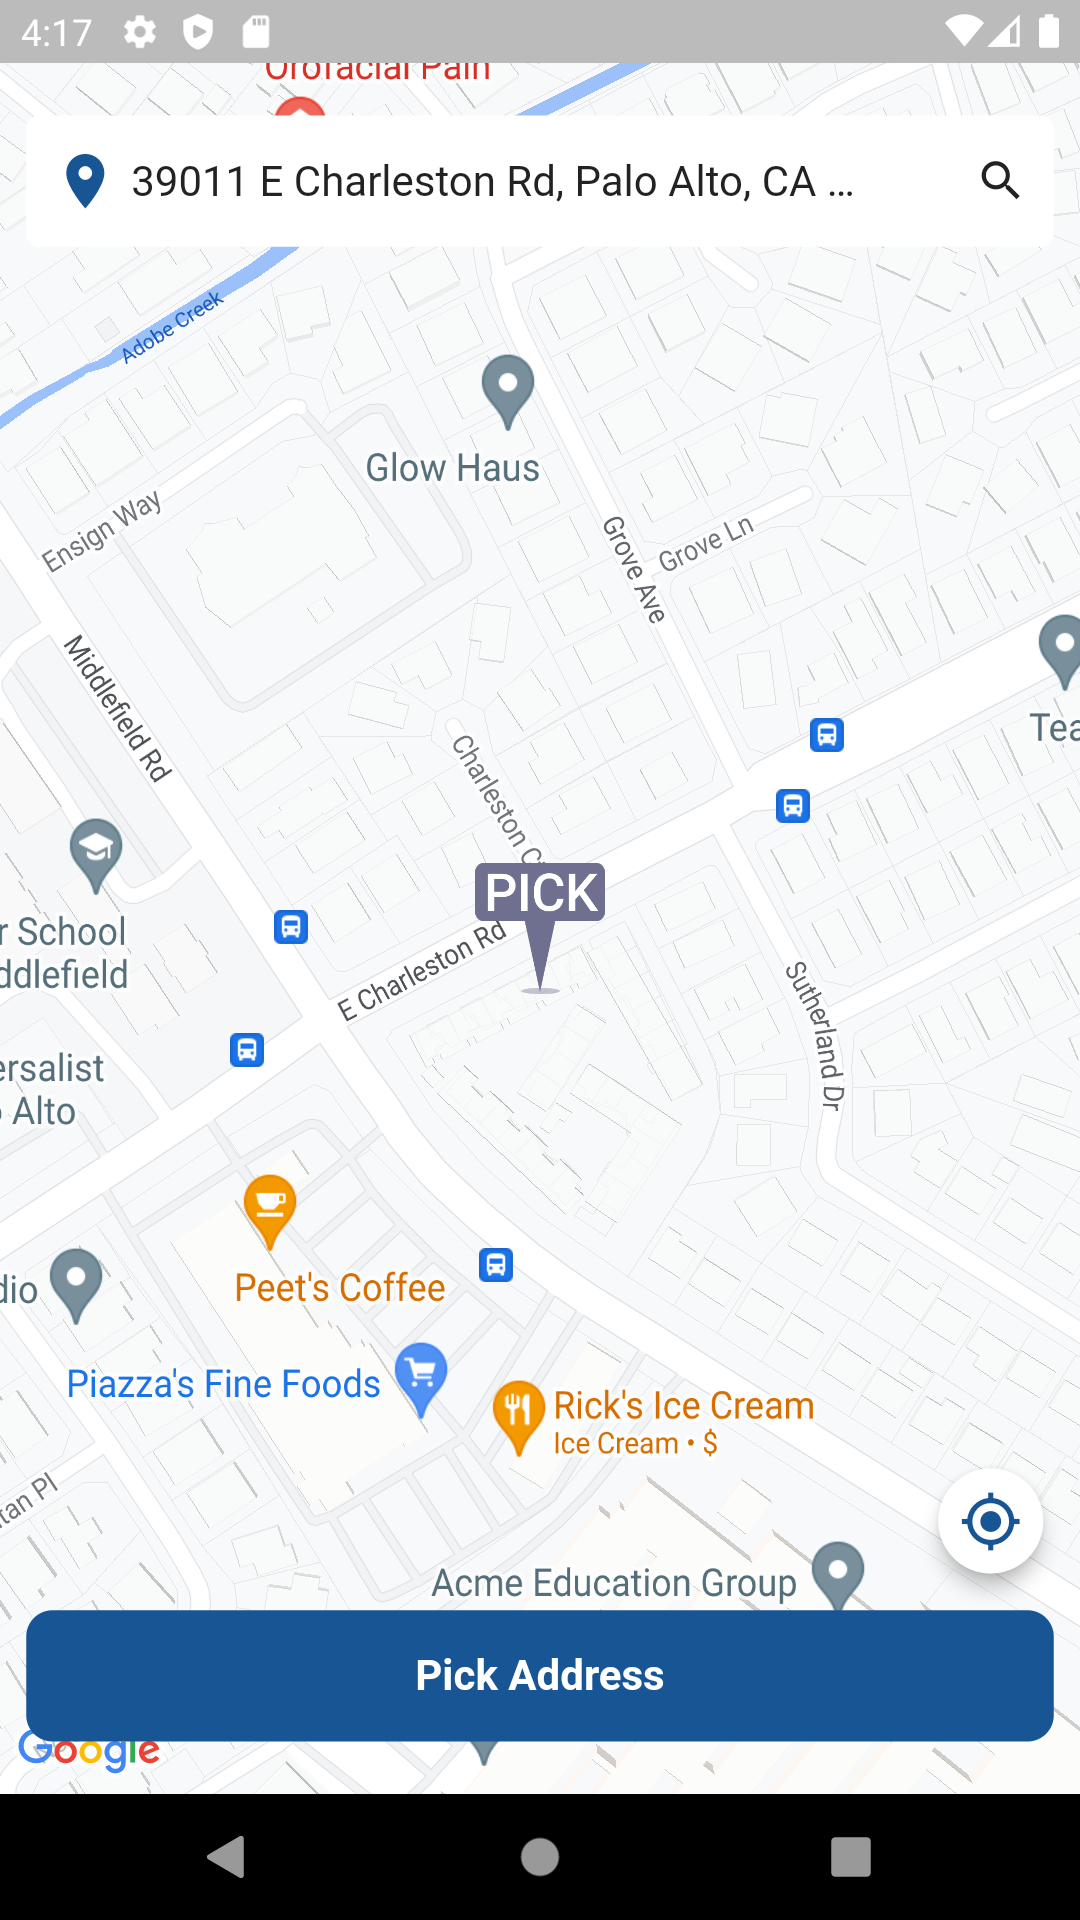 4:17
Orofacial Pain
39011 E Charleston Rd, Palo Alto, CA ...
Adobe Creek
Glow Haus
Ensign Way
Grove Ave
Grove Ln
Middlefield Rd
Tea
Charleston Ct
PICK
r School
ddlefield
E Charleston Rd
Sutherland Dr
ersalist
o Alto
Peet's Coffee
dio
Piazza's Fine Foods
Rick's Ice Cream
Ice Cream • $
tan Pl
Acme Education Group
Pick Address
Google